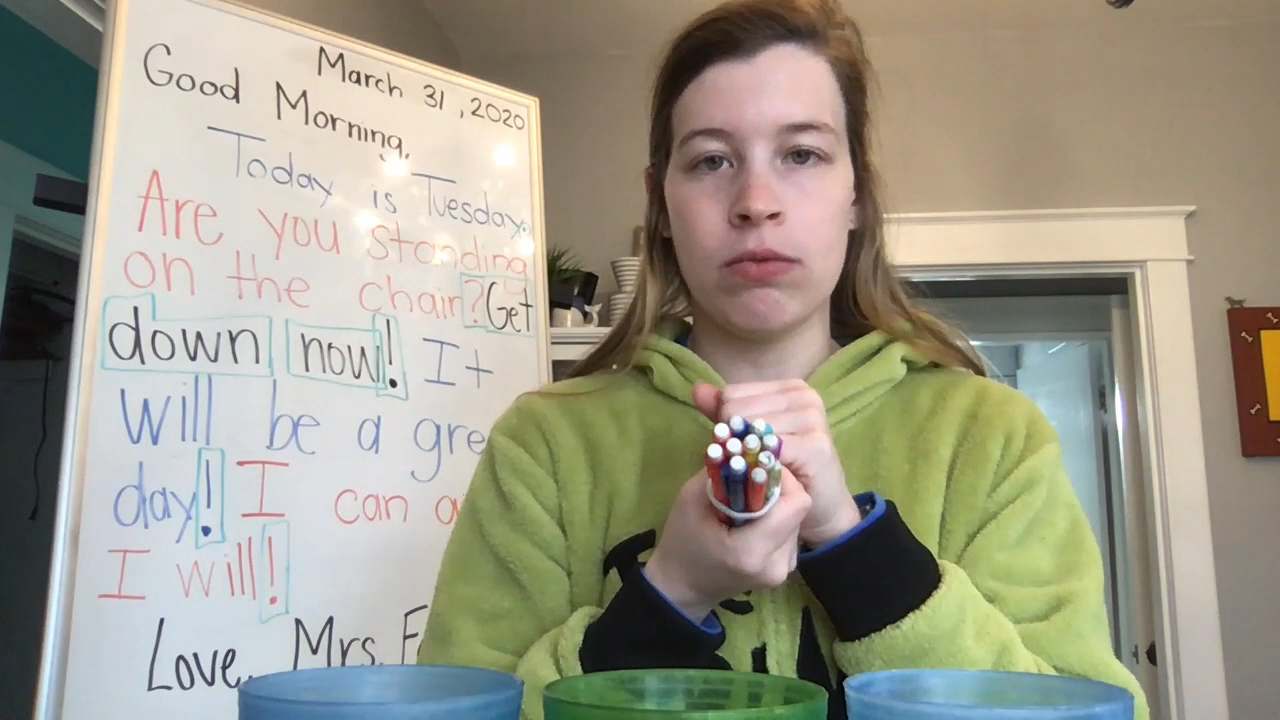 March 31, 2020
Good Morning,
Today is Tuesday.
Are you standing
on the chair? Get
down now! It
will be a gre
day! I can a
I will!
Love, Mrs. F